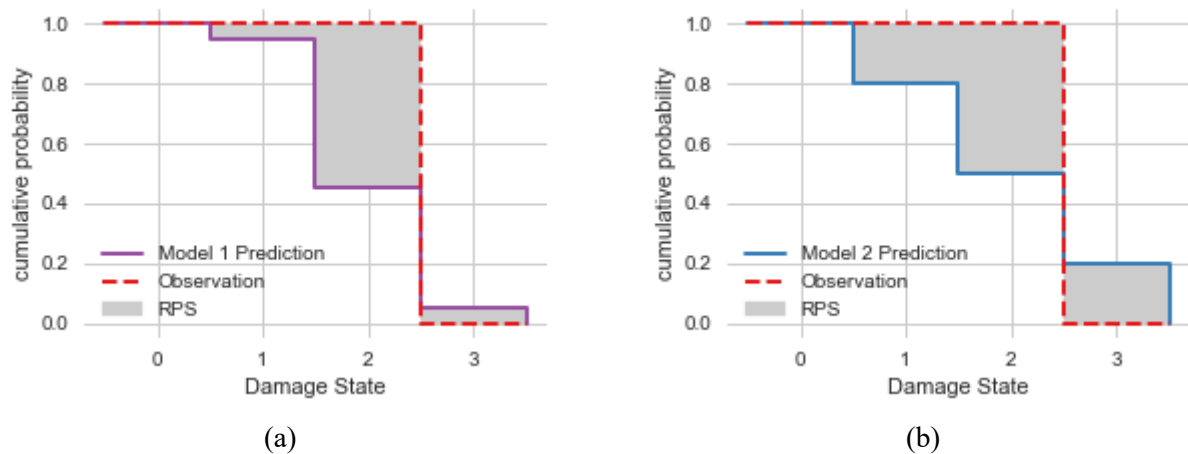 1.0
0.8
0.6
0.4
0.2
0.0
cumulative probability
Model 1 Prediction
Observation
RPS
0 1 2 3
Damage State
(a)
1.0
0.8
0.6
0.4
0.2
0.0
cumulative probability
Model 2 Prediction
Observation
RPS
0 1 2 3
Damage State
(b)